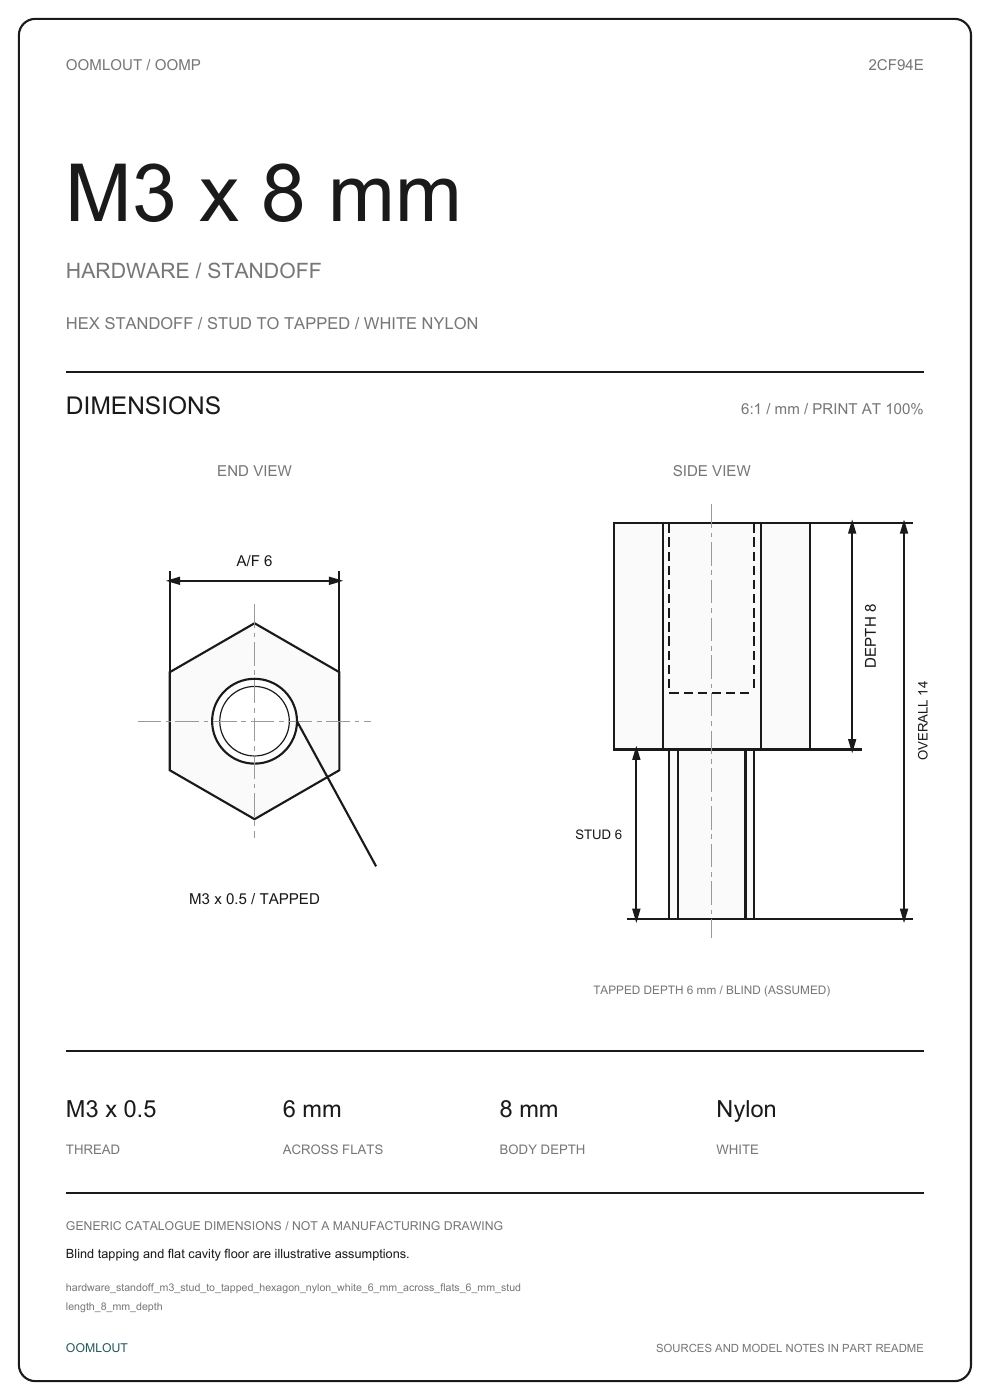 OOMLOUT / OOMP
2CF94E
M3 x 8 mm
HARDWARE / STANDOFF
HEX STANDOFF / STUD TO TAPPED / WHITE NYLON
DIMENSIONS
6:1 / mm / PRINT AT 100%
END VIEW
SIDE VIEW
A/F 6
DEPTH 8
OVERALL 14
STUD 6
M3 x 0.5 / TAPPED
TAPPED DEPTH 6 mm / BLIND (ASSUMED)
M3 x 0.5
6 mm
8 mm
Nylon
THREAD
ACROSS FLATS
BODY DEPTH
WHITE
GENERIC CATALOGUE DIMENSIONS / NOT A MANUFACTURING DRAWING
Blind tapping and flat cavity floor are illustrative assumptions.
hardware_standoff_m3_stud_to_tapped_hexagon_nylon_white_6_mm_across_flats_6_mm_stud
length_8_mm_depth
OOMLOUT
SOURCES AND MODEL NOTES IN PART README